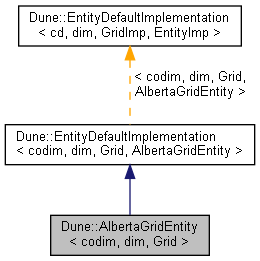 Dune::EntityDefaultImplementation
< cd, dim, GridImp, EntityImp >
< codim, dim, Grid,
AlbertaGridEntity >
Dune::EntityDefaultImplementation
< codim, dim, Grid, AlbertaGridEntity >
Dune::AlbertaGridEntity
< codim, dim, Grid >